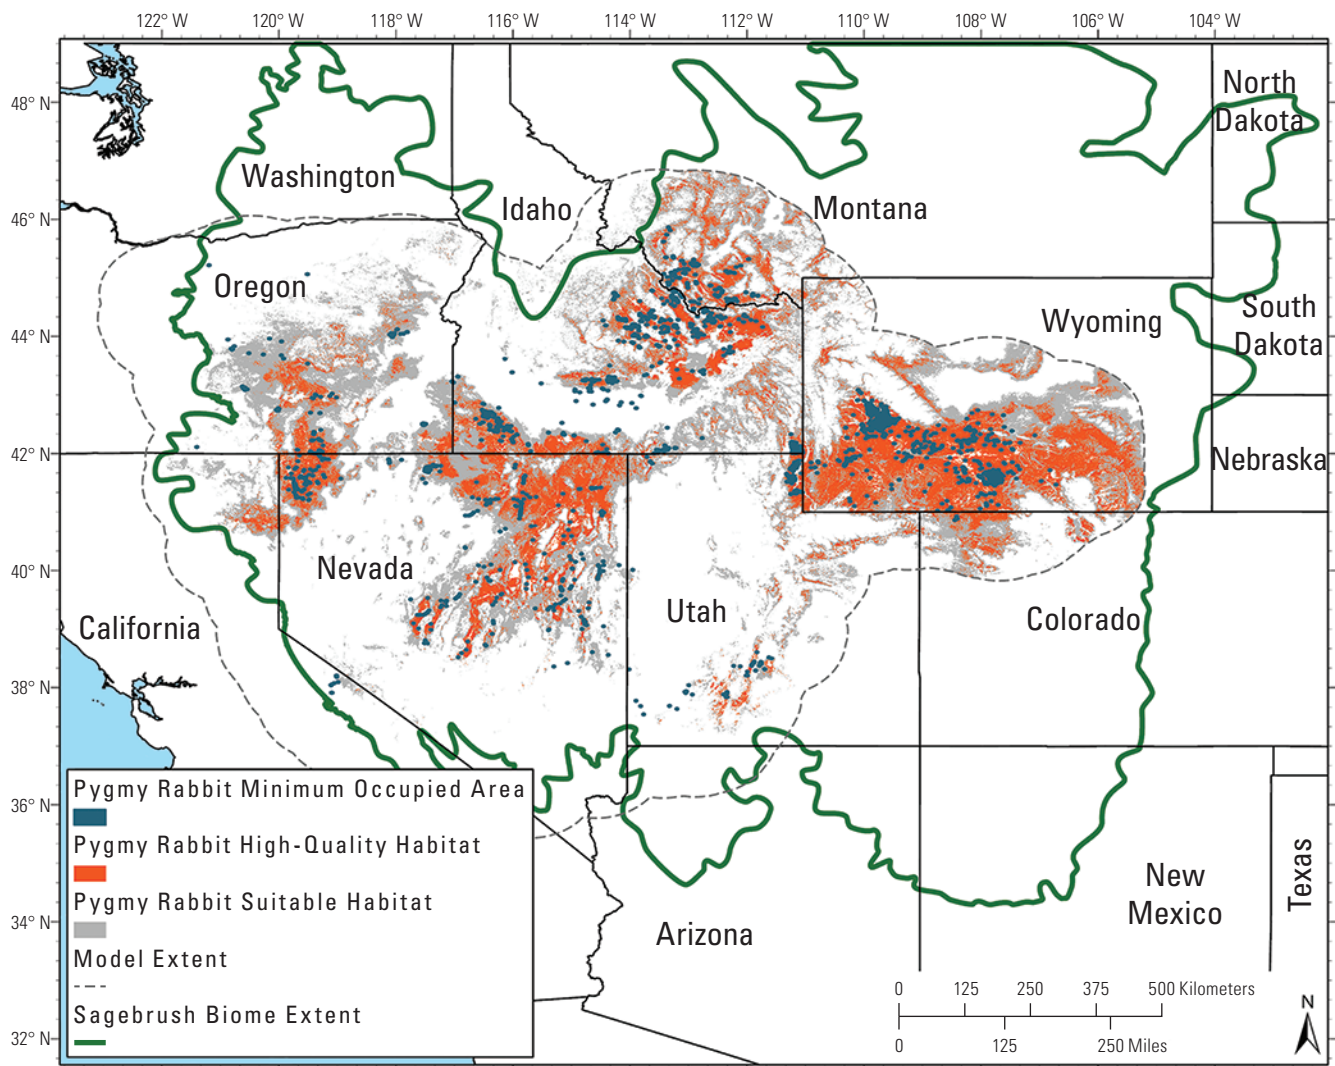 122° W 120° W 118° W 116° W 114° W 112° W 110° W 108° W 106° W 104° W
48° N
46° N
44° N
42° N
40° N
38° N
36° N
34° N
32° N
North
Dakota
Washington
Idaho
Montana
Oregon
Wyoming
South
Dakota
Nebraska
Nevada
Utah
California
Colorado
Arizona
New
Mexico
Texas
Pygmy Rabbit Minimum Occupied Area
Pygmy Rabbit High-Quality Habitat
Pygmy Rabbit Suitable Habitat
Model Extent
Sagebrush Biome Extent
0 125 250 375 500 Kilometers
0 125 250 Miles
N